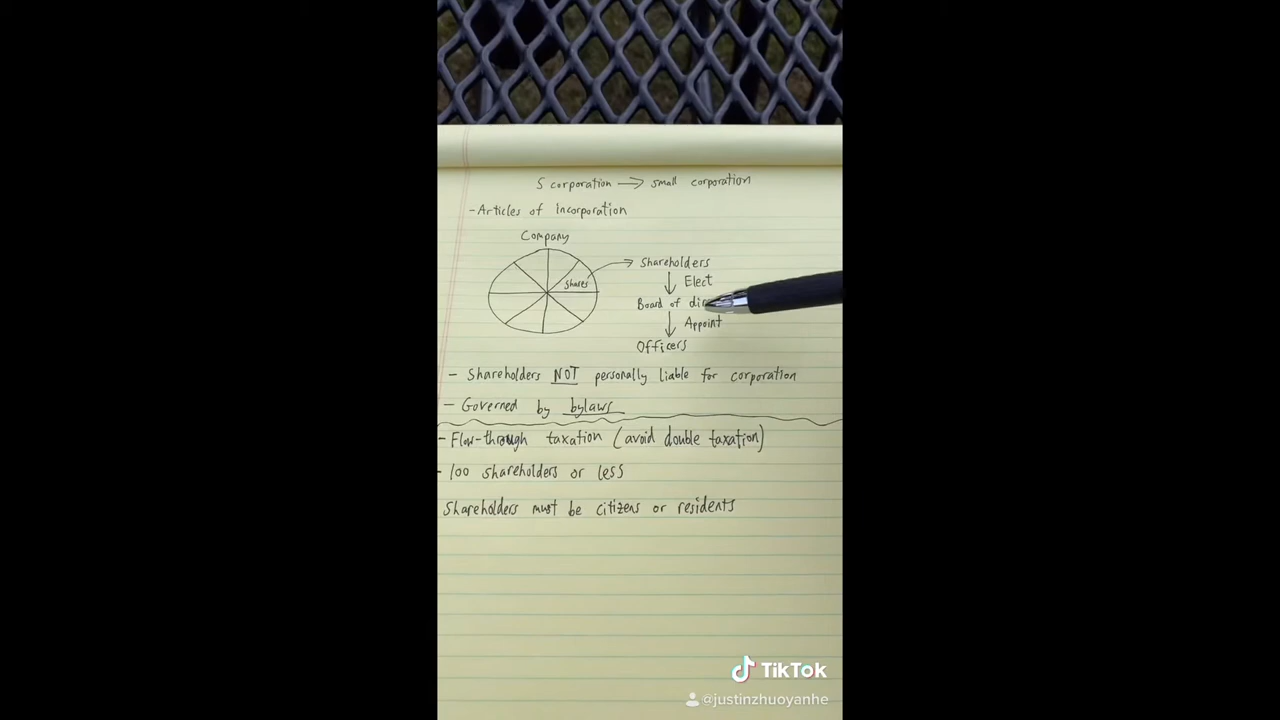 S corporation → small corporation
- Articles of Incorporation
Company
shares
Shareholders
Elect
Board of
Appoint
Officers
- Shareholders NOT personally liable for corporation
- Governed by bylaws
- Flow-through taxation (avoid double taxation)
- 100 shareholders or less
Shareholders must be citizens or residents
TikTok
@justinzhuoyanhe